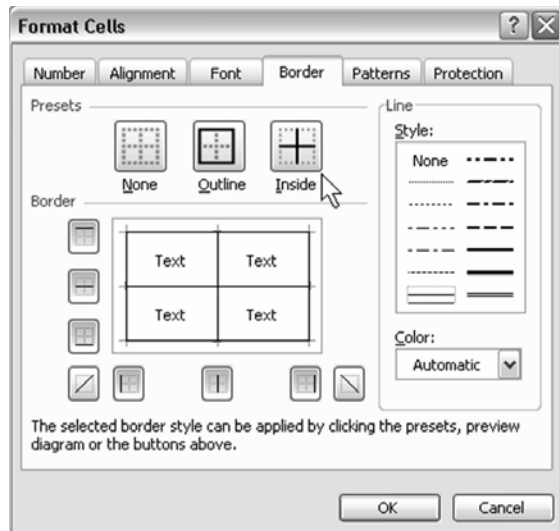 Format Cells
Number Alignment Font Border Patterns Protection
Presets
None Outline Inside
Border
Text Text
Text Text
Line
Style:
None
Color:
Automatic
The selected border style can be applied by clicking the presets, preview
diagram or the buttons above.
OK Cancel